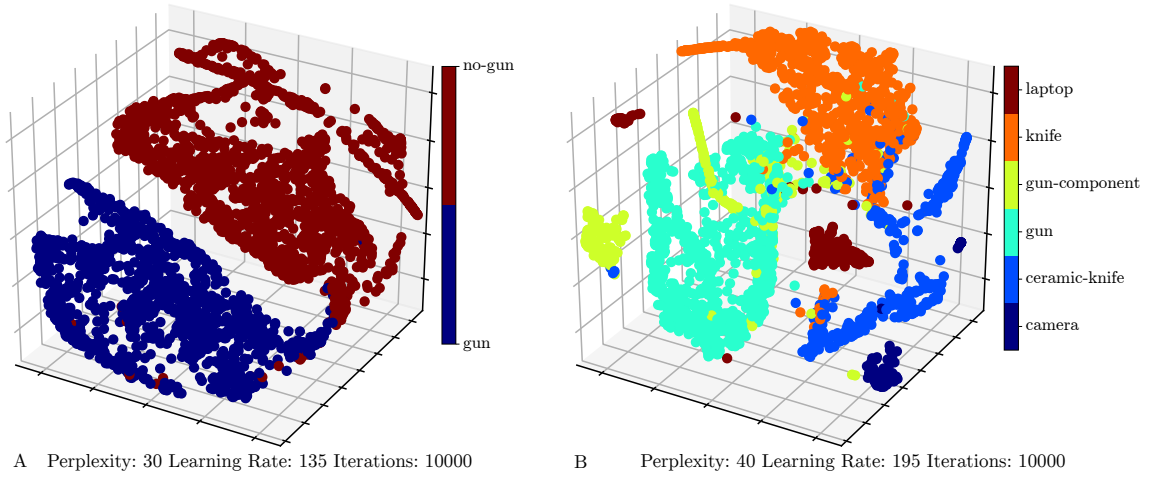 no-gun
gun
A Perplexity: 30 Learning Rate: 135 Iterations: 10000
laptop
knife
gun-component
gun
ceramic-knife
camera
B Perplexity: 40 Learning Rate: 195 Iterations: 10000